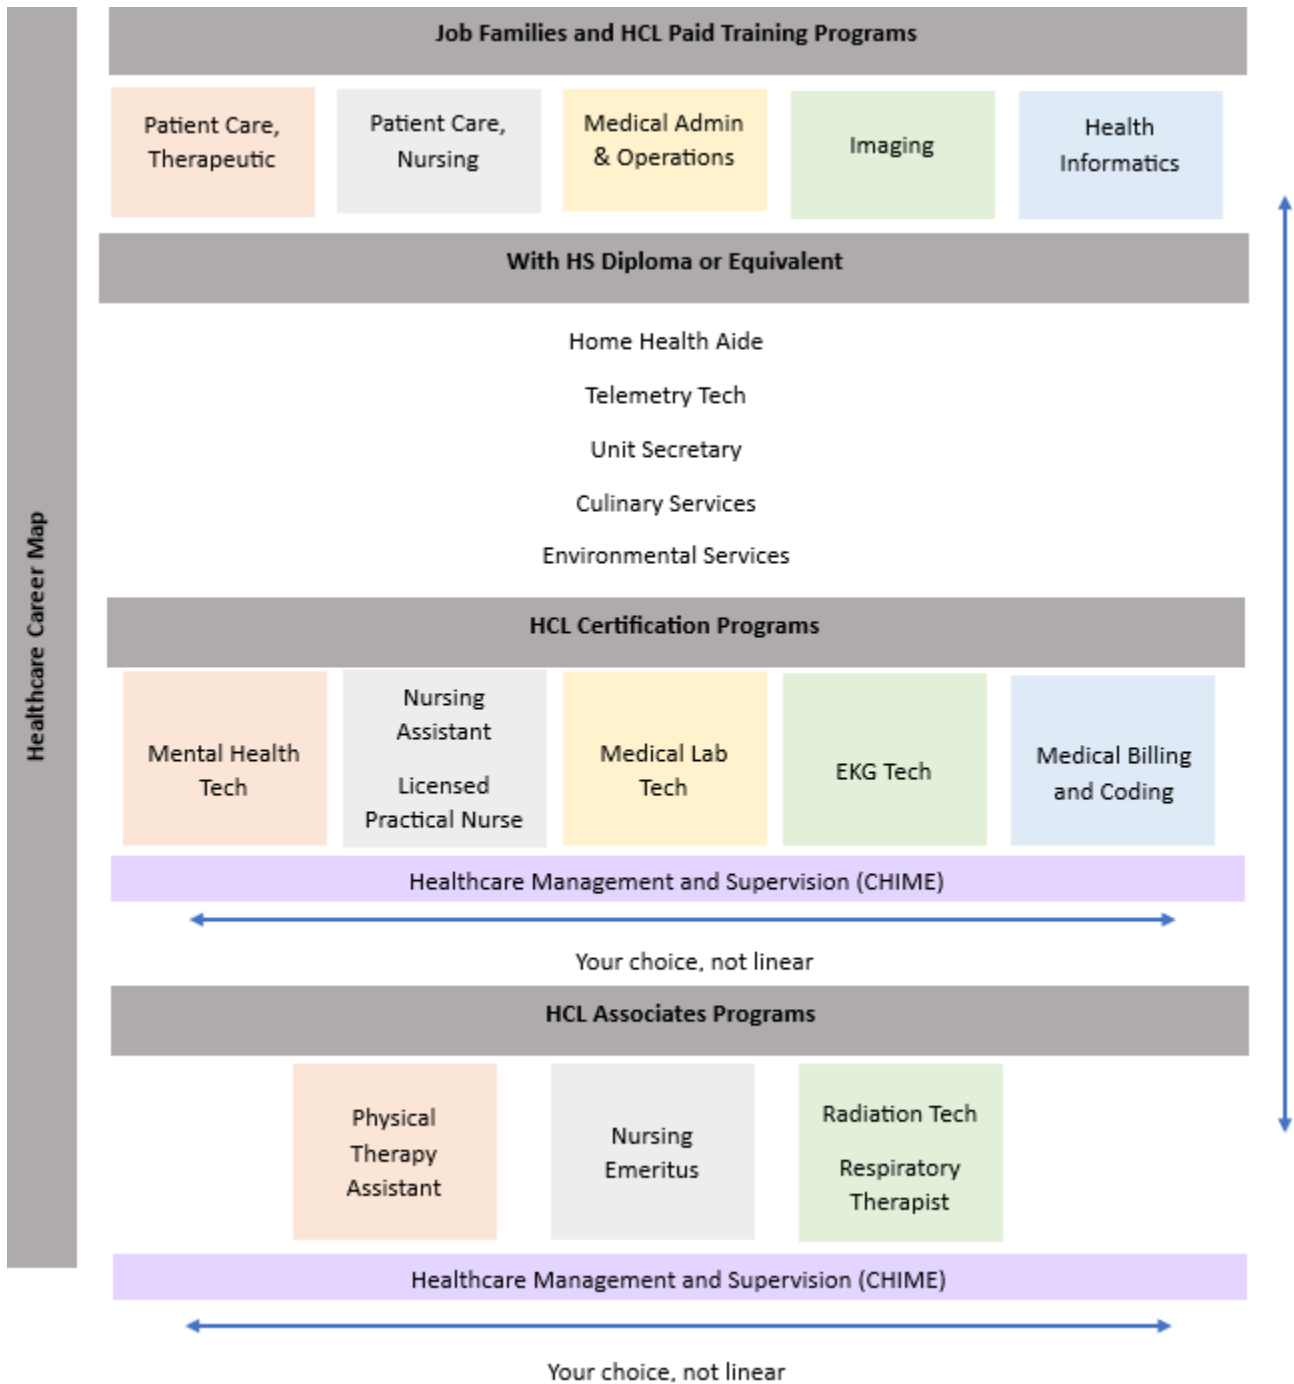 Job Families and HCL Paid Training Programs
Patient Care,
Therapeutic
Patient Care,
Nursing
Medical Admin
& Operations
Imaging
Health
Informatics
With HS Diploma or Equivalent
Home Health Aide
Telemetry Tech
Unit Secretary
Culinary Services
Environmental Services
Healthcare Career Map
HCL Certification Programs
Mental Health
Tech
Nursing
Assistant
Licensed
Practical Nurse
Medical Lab
Tech
EKG Tech
Medical Billing
and Coding
Healthcare Management and Supervision (CHIME)
Your choice, not linear
HCL Associates Programs
Physical
Therapy
Assistant
Nursing
Emeritus
Radiation Tech
Respiratory
Therapist
Healthcare Management and Supervision (CHIME)
Your choice, not linear